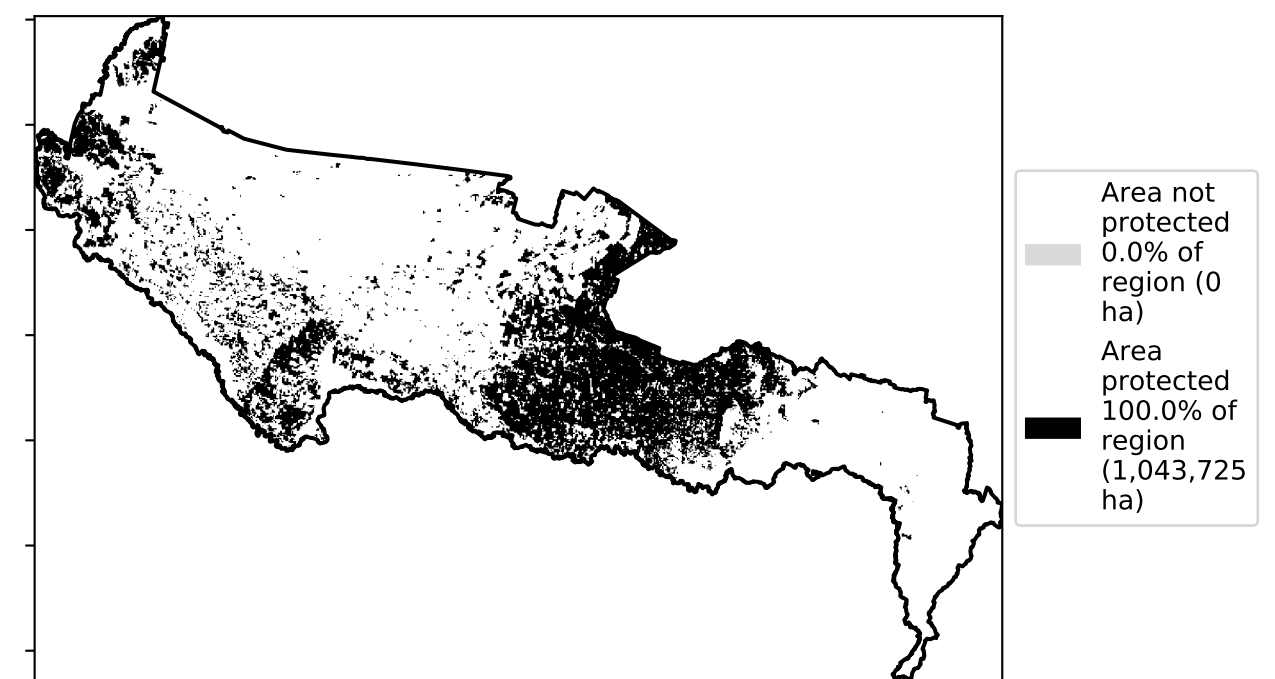 Area not
protected
0.0% of
region (0
ha)
Area
protected
100.0% of
region
(1,043,725
ha)